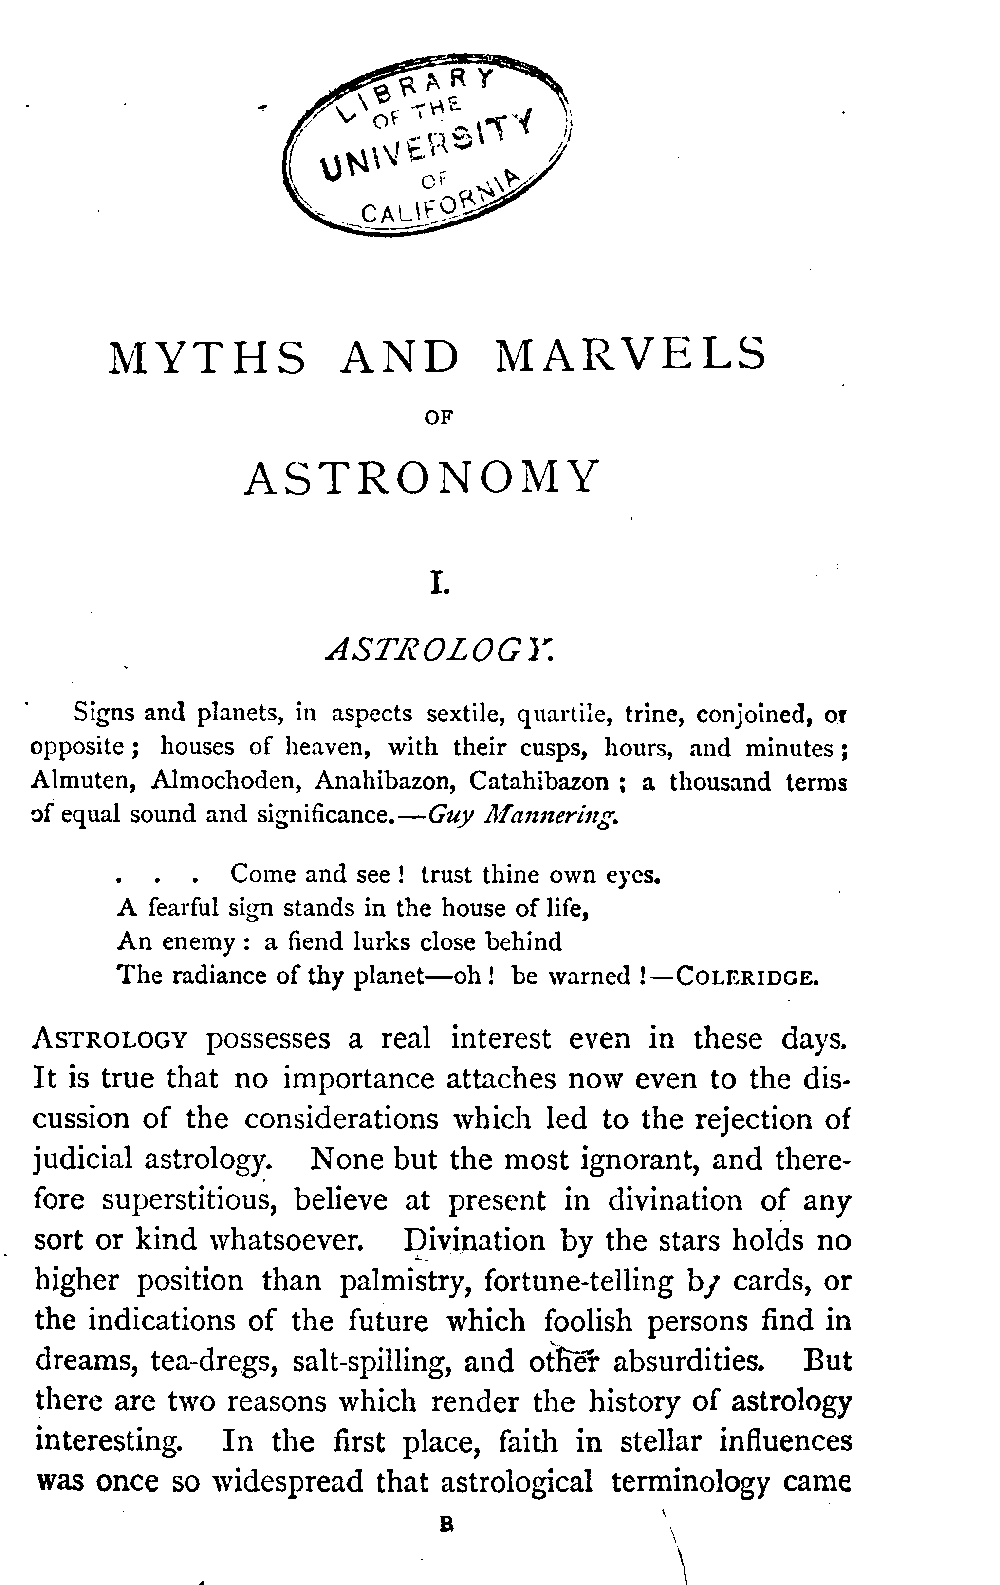 LIBRARY
OF THE
UNIVERSITY
OF
CALIFORNIA
MYTHS AND MARVELS
OF
ASTRONOMY
I.
ASTROLOGY.
Signs and planets, in aspects sextile, quartile, trine, conjoined, or
opposite ; houses of heaven, with their cusps, hours, and minutes ;
Almuten, Almochoden, Anahibazon, Catahibazon ; a thousand terms
of equal sound and significance.—Guy Mannering.
. . . Come and see ! trust thine own eyes.
A fearful sign stands in the house of life,
An enemy : a fiend lurks close behind
The radiance of thy planet—oh ! be warned !—COLERIDGE.
ASTROLOGY possesses a real interest even in these days.
It is true that no importance attaches now even to the dis-
cussion of the considerations which led to the rejection of
judicial astrology. None but the most ignorant, and there-
fore superstitious, believe at present in divination of any
sort or kind whatsoever. Divination by the stars holds no
higher position than palmistry, fortune-telling by cards, or
the indications of the future which foolish persons find in
dreams, tea-dregs, salt-spilling, and other absurdities. But
there are two reasons which render the history of astrology
interesting. In the first place, faith in stellar influences
was once so widespread that astrological terminology came
B